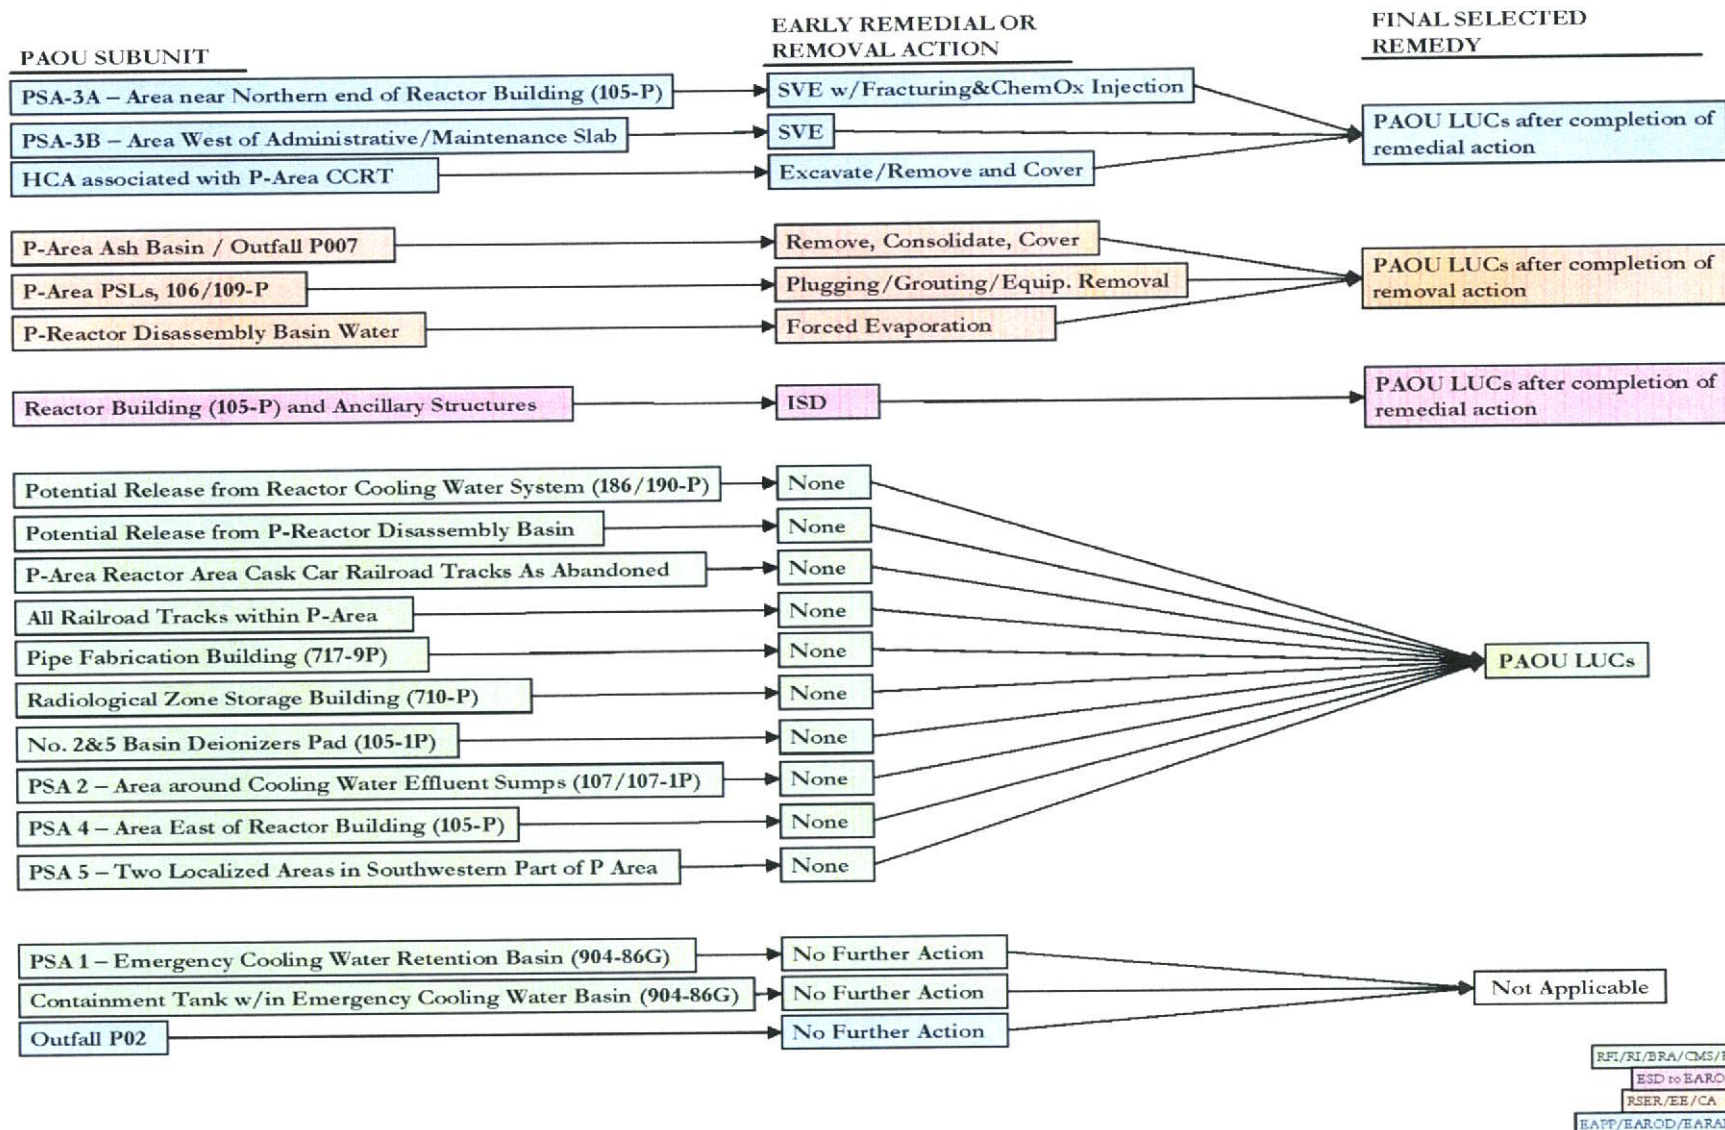 PAOU SUBUNIT
EARLY REMEDIAL OR
REMOVAL ACTION
FINAL SELECTED
REMEDY
PSA-3A – Area near Northern end of Reactor Building (105-P)
SVE w/Fracturing&ChemOx Injection
PSA-3B – Area West of Administrative/Maintenance Slab
SVE
HCA associated with P-Area CCRT
Excavate/Remove and Cover
PAOU LUCs after completion of
remedial action
P-Area Ash Basin / Outfall P007
Remove, Consolidate, Cover
P-Area PSLs, 106/109-P
Plugging/Grouting/Equip. Removal
P-Reactor Disassembly Basin Water
Forced Evaporation
PAOU LUCs after completion of
removal action
Reactor Building (105-P) and Ancillary Structures
ISD
PAOU LUCs after completion of
remedial action
Potential Release from Reactor Cooling Water System (186/190-P)
None
Potential Release from P-Reactor Disassembly Basin
None
P-Area Reactor Area Cask Car Railroad Tracks As Abandoned
None
All Railroad Tracks within P-Area
None
Pipe Fabrication Building (717-9P)
None
Radiological Zone Storage Building (710-P)
None
No. 2&5 Basin Deionizers Pad (105-1P)
None
PSA 2 – Area around Cooling Water Effluent Sumps (107/107-1P)
None
PSA 4 – Area East of Reactor Building (105-P)
None
PSA 5 – Two Localized Areas in Southwestern Part of P Area
None
PAOU LUCs
PSA 1 – Emergency Cooling Water Retention Basin (904-86G)
No Further Action
Containment Tank w/in Emergency Cooling Water Basin (904-86G)
No Further Action
Outfall P02
No Further Action
Not Applicable
RFI/RI/BRA/CMS/
ESD to EARO
RSER/EE/CA
EAPP/EAROD/